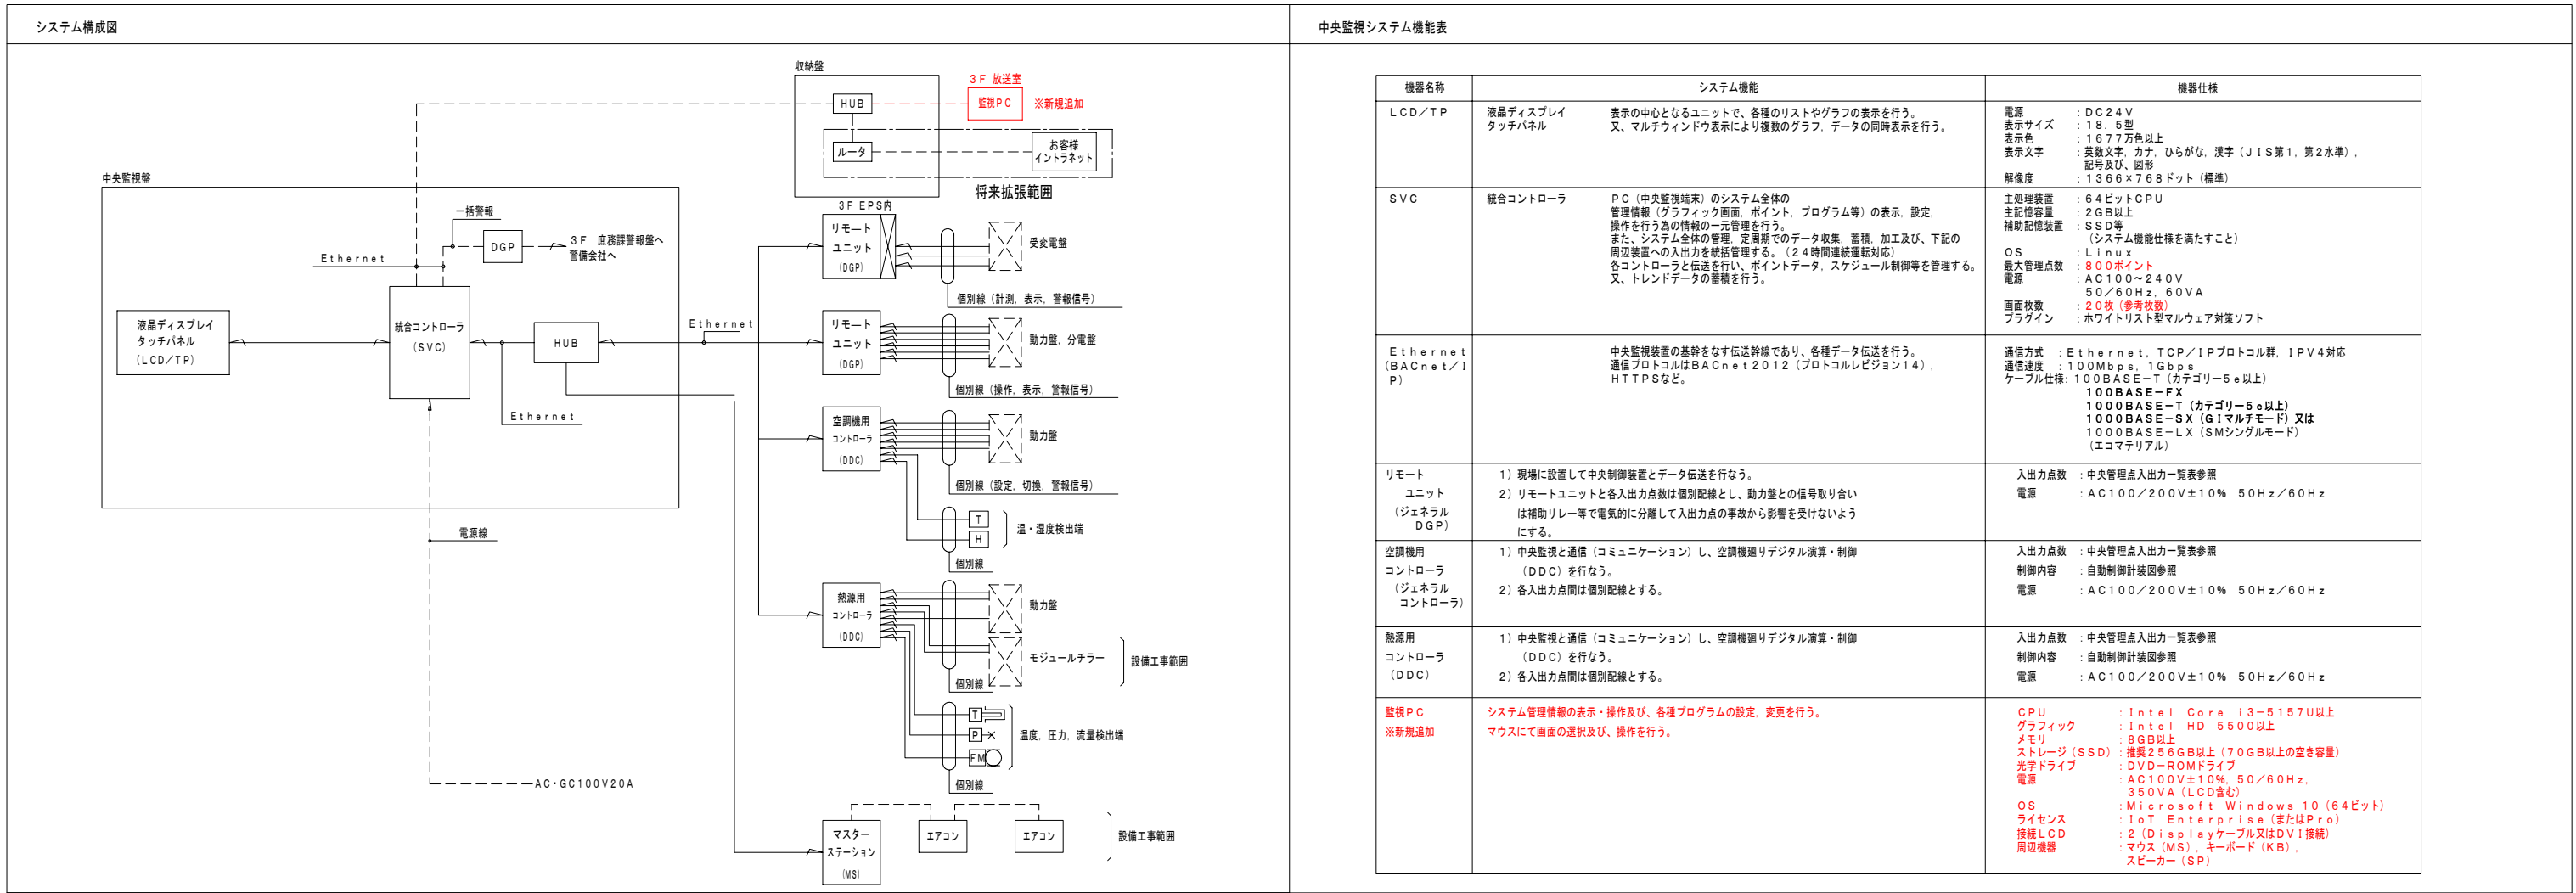 システム構成図
収納盤
HUB
3F 放送室
監視PC
※新規追加
ルータ
お客様
イントラネット
将来拡張範囲
中央監視盤
一括警報
DGP
3F 庶務課警報盤へ
警備会社へ
Ethernet
液晶ディスプレイ
タッチパネル
(LCD/TP)
統合コントローラ
(SVC)
HUB
Ethernet
Ethernet
電源線
AC・GC100V20A
3F EPS内
リモート
ユニット
(DGP)
受変電盤
個別線(計測, 表示, 警報信号)
リモート
ユニット
(DGP)
動力盤, 分電盤
個別線(操作, 表示, 警報信号)
空調機用
コントローラ
(DDC)
動力盤
個別線(設定, 切換, 警報信号)
T
H
温・湿度検出端
個別線
熱源用
コントローラ
(DDC)
動力盤
モジュールチラー
設備工事範囲
個別線
T
P
FM
温度, 圧力, 流量検出端
個別線
マスター
ステーション
(MS)
エアコン
エアコン
設備工事範囲
中央監視システム機能表
機器名称 システム機能 機器仕様
LCD/TP
液晶ディスプレイ
タッチパネル
表示の中心となるユニットで、各種のリストやグラフの表示を行う。
又、マルチウィンドウ表示により複数のグラフ, データの同時表示を行う。
電源 :DC24V
表示サイズ :18.5型
表示色 :1677万色以上
表示文字 :英数文字, カナ, ひらがな, 漢字(JIS第1, 第2水準),
記号及び, 図形
解像度 :1366×768ドット(標準)
SVC
統合コントローラ
PC(中央監視端末)のシステム全体の
管理情報(グラフィック画面, ポイント, プログラム等)の表示, 設定,
操作を行う為の情報の一元管理を行う。
また、システム全体の管理, 定周期でのデータ収集, 蓄積, 加工及び、下記の
周辺装置への入出力を統括管理する。(24時間連続運転対応)
各コントローラと伝送を行い、ポイントデータ, スケジュール制御等を管理する。
又、トレンドデータの蓄積を行う。
主処理装置 :64ビットCPU
主記憶容量 :2GB以上
補助記憶装置 :SSD等
(システム機能仕様を満たすこと)
OS :Linux
最大管理点数 :800ポイント
電源 :AC100~240V
50/60Hz, 60VA
画面枚数 :20枚(参考枚数)
プラグイン :ホワイトリスト型マルウェア対策ソフト
Ethernet
(BACnet/I
P)
中央監視装置の基幹をなす伝送幹線であり、各種データ伝送を行う。
通信プロトコルはBACnet2012(プロトコルレビジョン14),
HTTPSなど。
通信方式 :Ethernet, TCP/IPプロトコル群, IPV4対応
通信速度 :100Mbps, 1Gbps
ケーブル仕様:100BASE-T(カテゴリー5e以上)
100BASE-FX
1000BASE-T(カテゴリー5e以上)
1000BASE-SX(GIマルチモード)又は
1000BASE-LX(SMシングルモード)
(エコマテリアル)
リモート
ユニット
(ジェネラル
DGP)
1)現場に設置して中央制御装置とデータ伝送を行なう。
2)リモートユニットと各入出力点数は個別配線とし、動力盤との信号取り合い
は補助リレー等で電気的に分離して入出力点の事故から影響を受けないよう
にする。
入出力点数 :中央管理点入出力一覧表参照
電源 :AC100/200V±10% 50Hz/60Hz
空調機用
コントローラ
(ジェネラル
コントローラ)
1)中央監視と通信(コミュニケーション)し、空調機廻りデジタル演算・制御
(DDC)を行なう。
2)各入出力点間は個別配線とする。
入出力点数 :中央管理点入出力一覧表参照
制御内容 :自動制御計装図参照
電源 :AC100/200V±10% 50Hz/60Hz
熱源用
コントローラ
(DDC)
1)中央監視と通信(コミュニケーション)し、空調機廻りデジタル演算・制御
(DDC)を行なう。
2)各入出力点間は個別配線とする。
入出力点数 :中央管理点入出力一覧表参照
制御内容 :自動制御計装図参照
電源 :AC100/200V±10% 50Hz/60Hz
監視PC
※新規追加
システム管理情報の表示・操作及び、各種プログラムの設定, 変更を行う。
マウスにて画面の選択及び、操作を行う。
CPU :Intel Core i3-5157U以上
グラフィック :Intel HD 5500以上
メモリ :8GB以上
ストレージ(SSD):推奨256GB以上(70GB以上の空き容量)
光学ドライブ :DVD-ROMドライブ
電源 :AC100V±10%, 50/60Hz,
350VA(LCD含む)
OS :Microsoft Windows 10(64ビット)
ライセンス :IoT Enterprise(またはPro)
接続LCD :2(Displayケーブル又はDVI接続)
周辺機器 :マウス(MS), キーボード(KB),
スピーカー(SP)